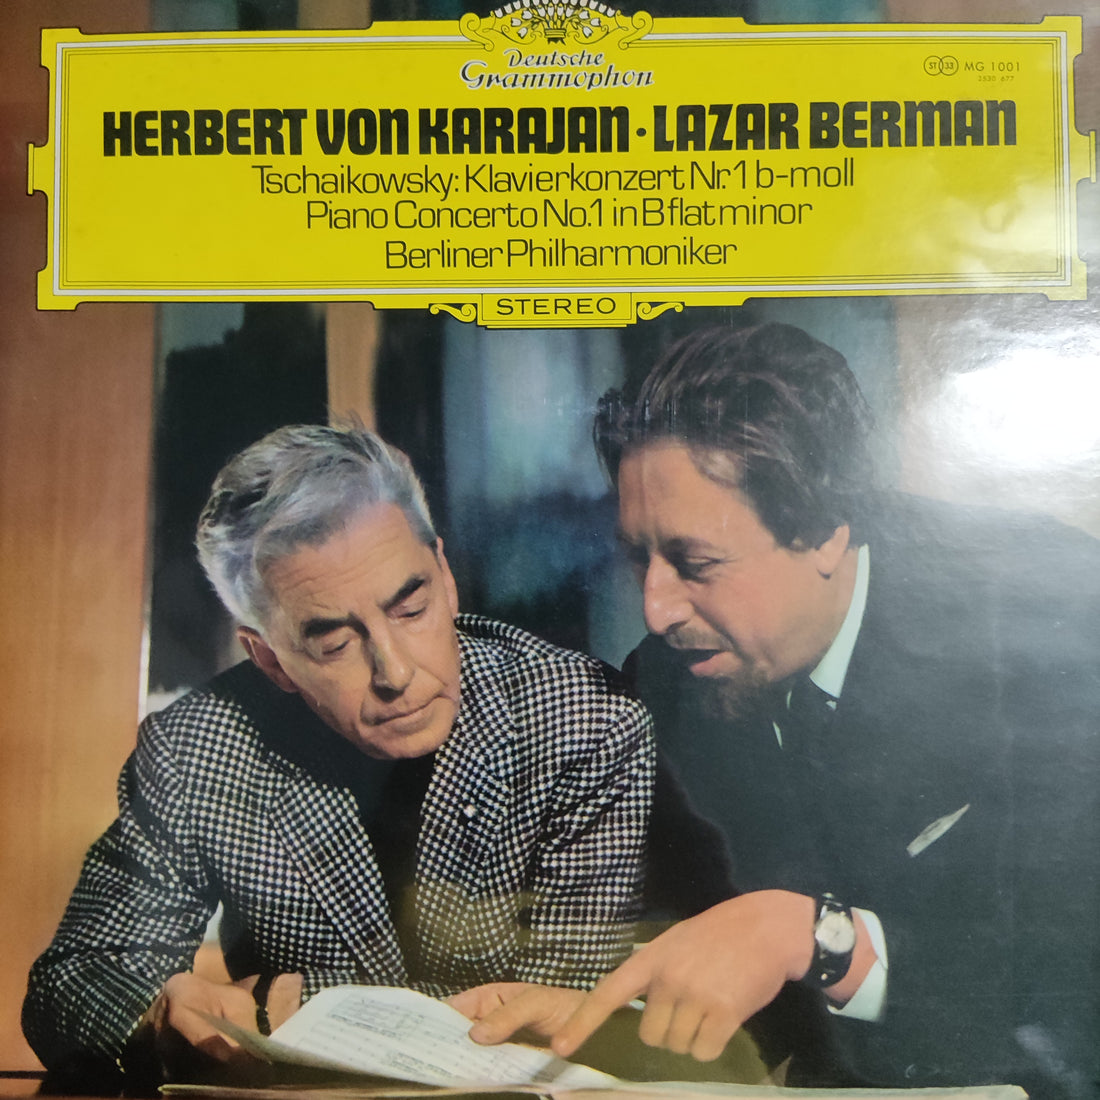 Deutsche
Grammophon
ST 33 MG 1001
2530 677
HERBERT VON KARAJAN · LAZAR BERMAN
Tschaikowsky: Klavierkonzert Nr. 1 b-moll
Piano Concerto No.1 in B flat minor
Berliner Philharmoniker
STEREO